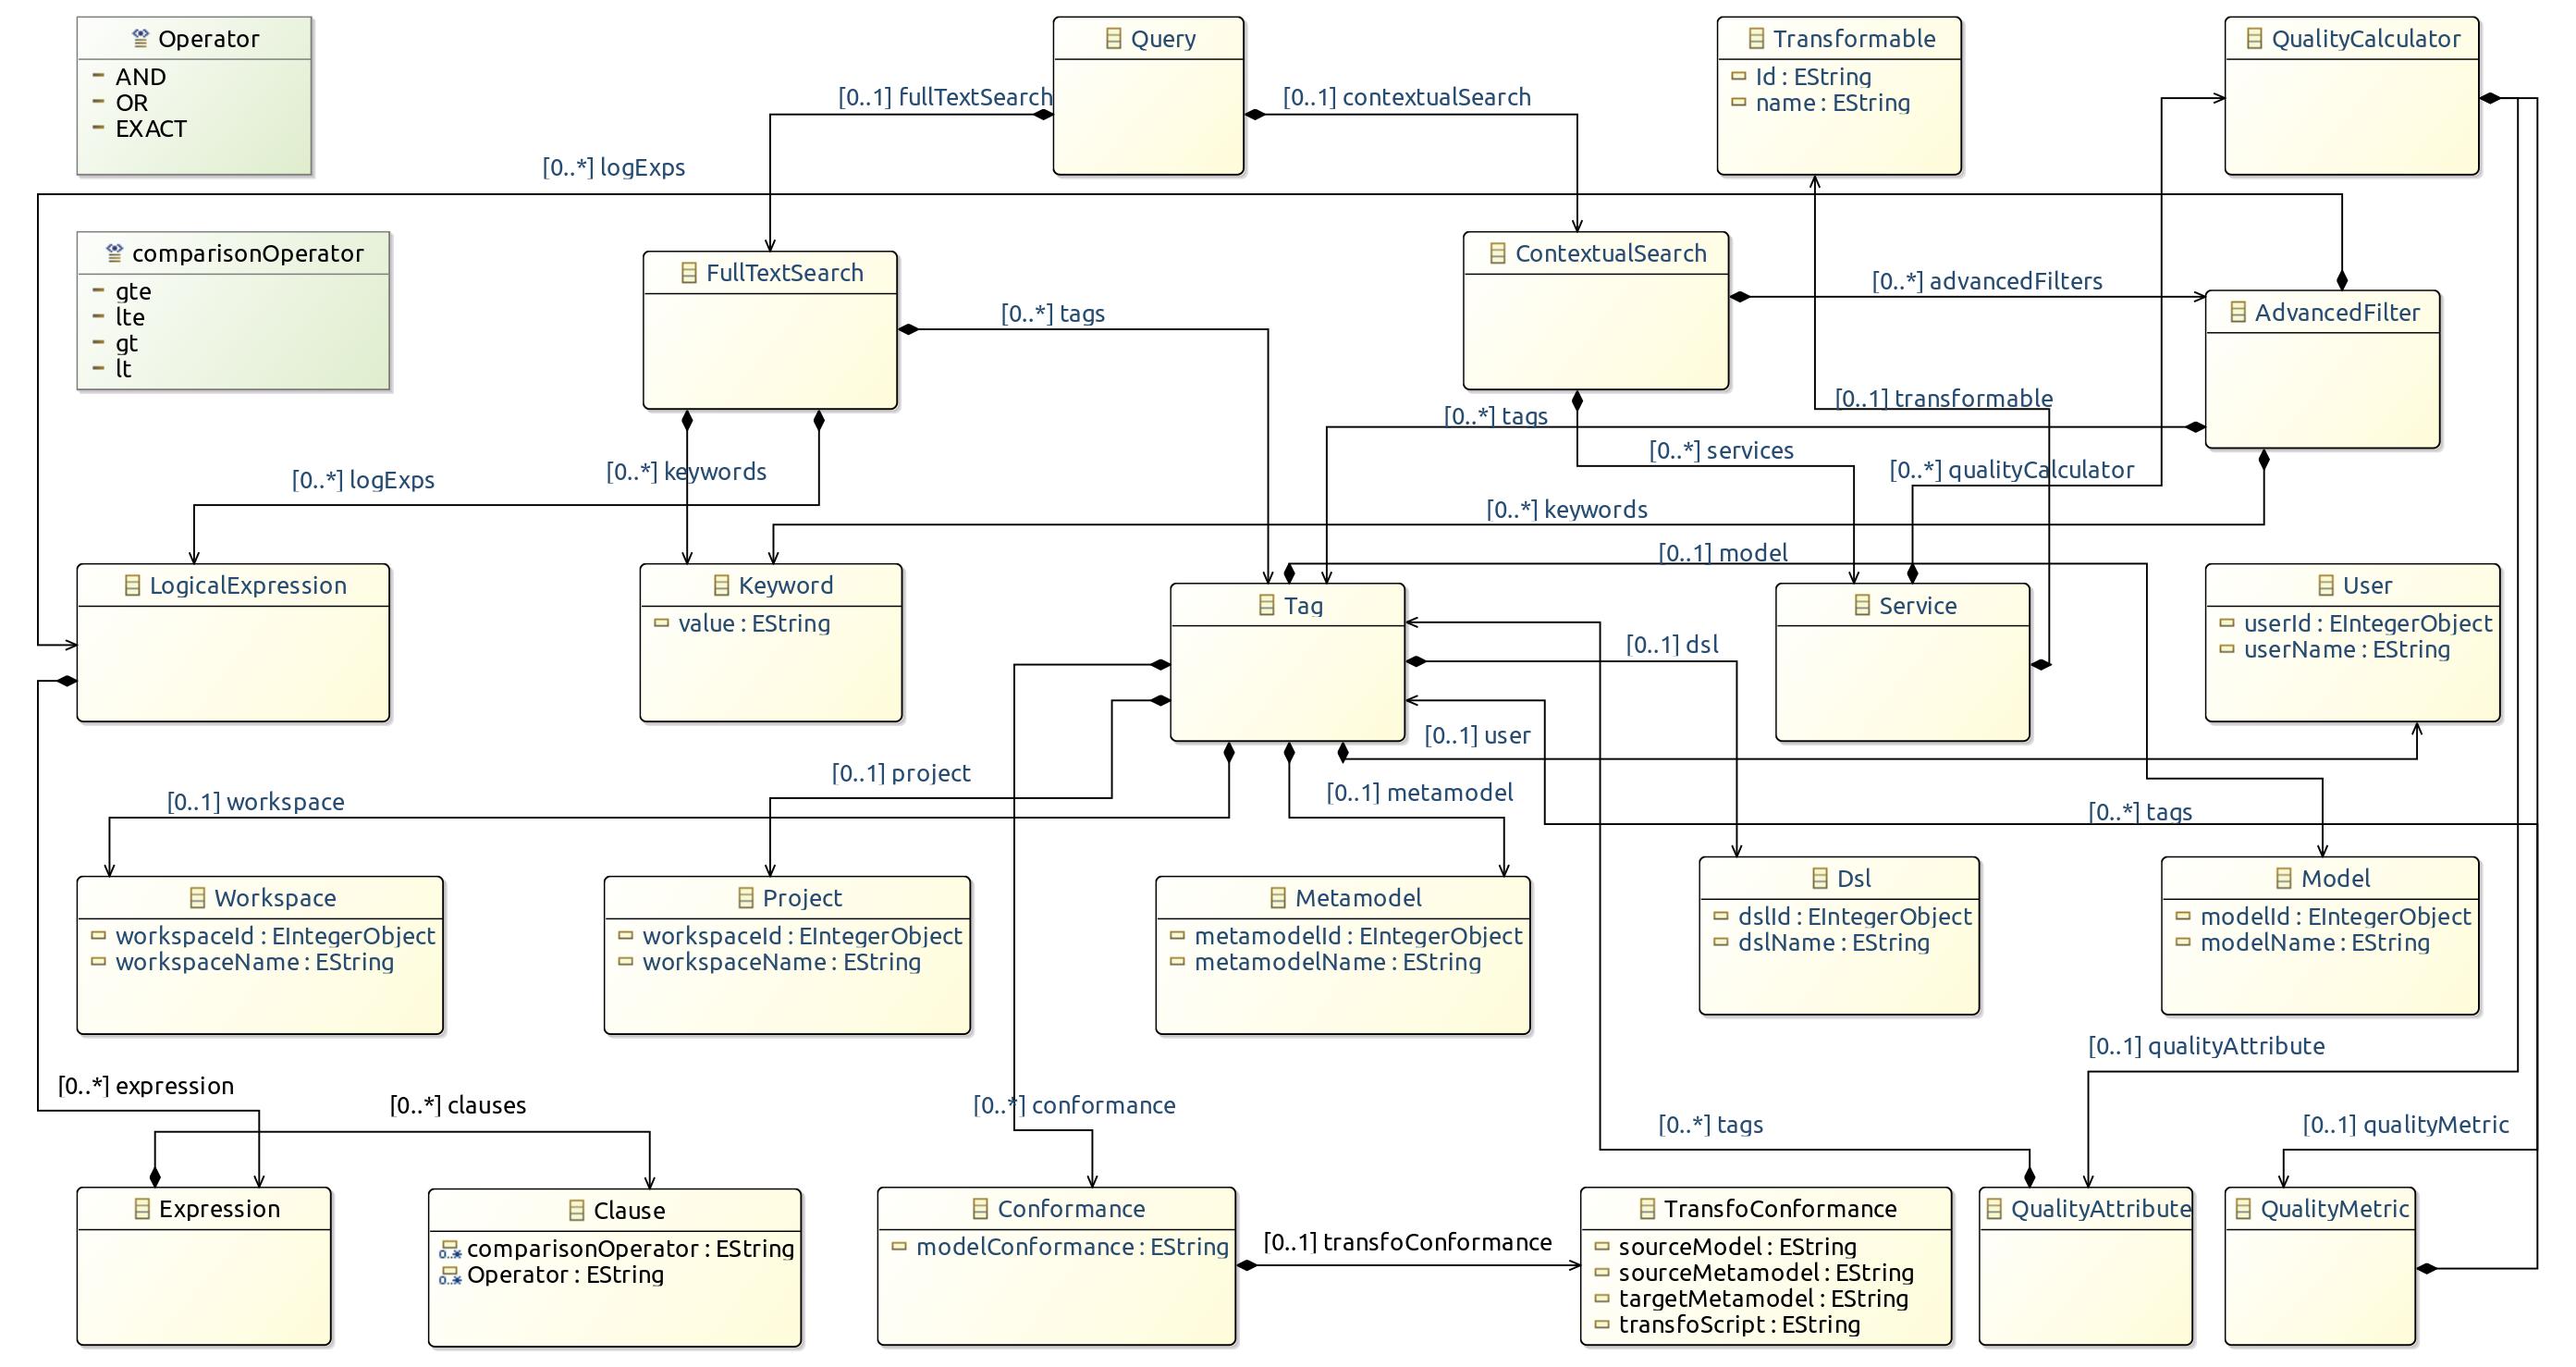 Operator
AND
OR
EXACT
Query
Transformable
Id : EString
name : EString
QualityCalculator
[0..1] fullTextSearch
[0..1] contextualSearch
[0..*] logExps
comparisonOperator
gte
lte
gt
lt
FullTextSearch
ContextualSearch
[0..*] advancedFilters
AdvancedFilter
[0..*] tags
[0..1] transformable
[0..*] tags
[0..*] services
[0..*] qualityCalculator
[0..*] logExps
[0..*] keywords
[0..*] keywords
[0..1] model
LogicalExpression
Keyword
value : EString
Tag
Service
User
userId : EIntegerObject
userName : EString
[0..1] dsl
[0..1] user
[0..1] project
[0..1] workspace
[0..1] metamodel
[0..*] tags
Workspace
workspaceId : EIntegerObject
workspaceName : EString
Project
workspaceId : EIntegerObject
workspaceName : EString
Metamodel
metamodelId : EIntegerObject
metamodelName : EString
Dsl
dslId : EIntegerObject
dslName : EString
Model
modelId : EIntegerObject
modelName : EString
[0..1] qualityAttribute
[0..*] expression
[0..*] clauses
[0..*] conformance
[0..*] tags
[0..1] qualityMetric
Expression
Clause
0..* comparisonOperator : EString
0..* Operator : EString
Conformance
modelConformance : EString
[0..1] transfoConformance
TransfoConformance
sourceModel : EString
sourceMetamodel : EString
targetMetamodel : EString
transfoScript : EString
QualityAttribute
QualityMetric